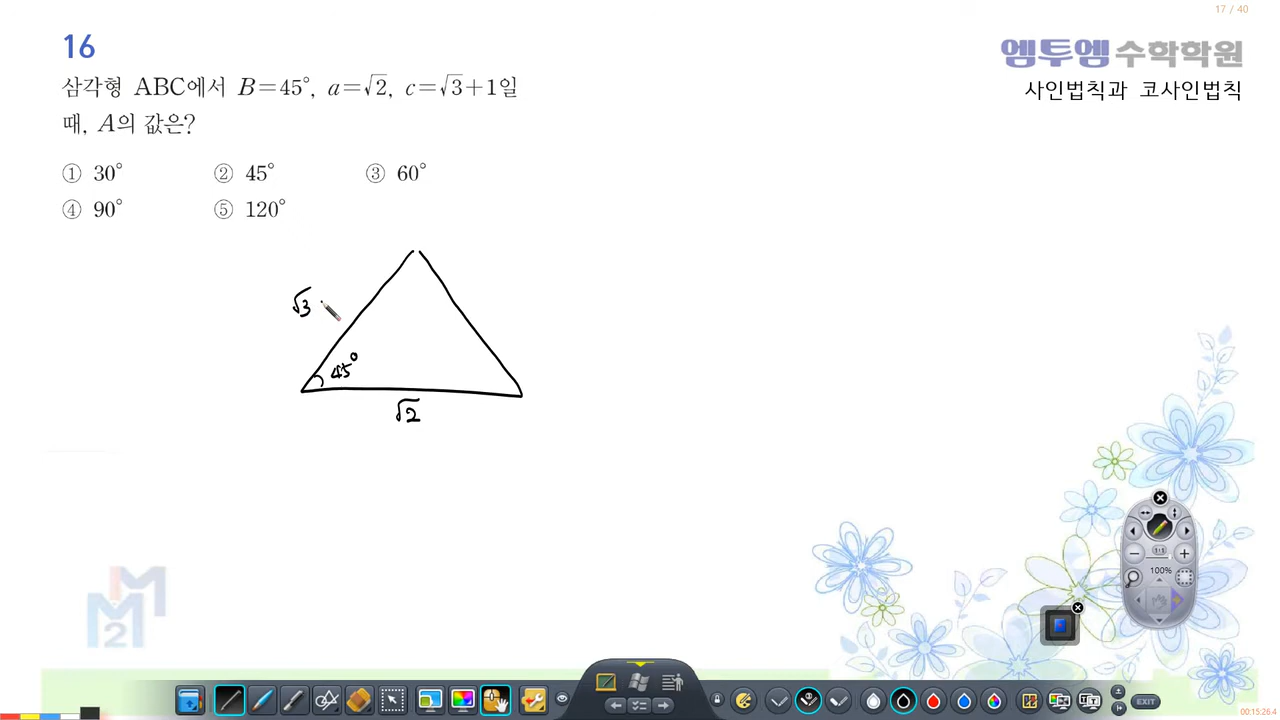 17 / 40
16
엠투엠수학학원
사인법칙과 코사인법칙
삼각형 ABC에서 B=45°, a=√2, c=√3+1일
때, A의 값은?
① 30° ② 45° ③ 60°
④ 90° ⑤ 120°
√3
45°
√2
100%
M
M2
EXIT
00:15:26.4